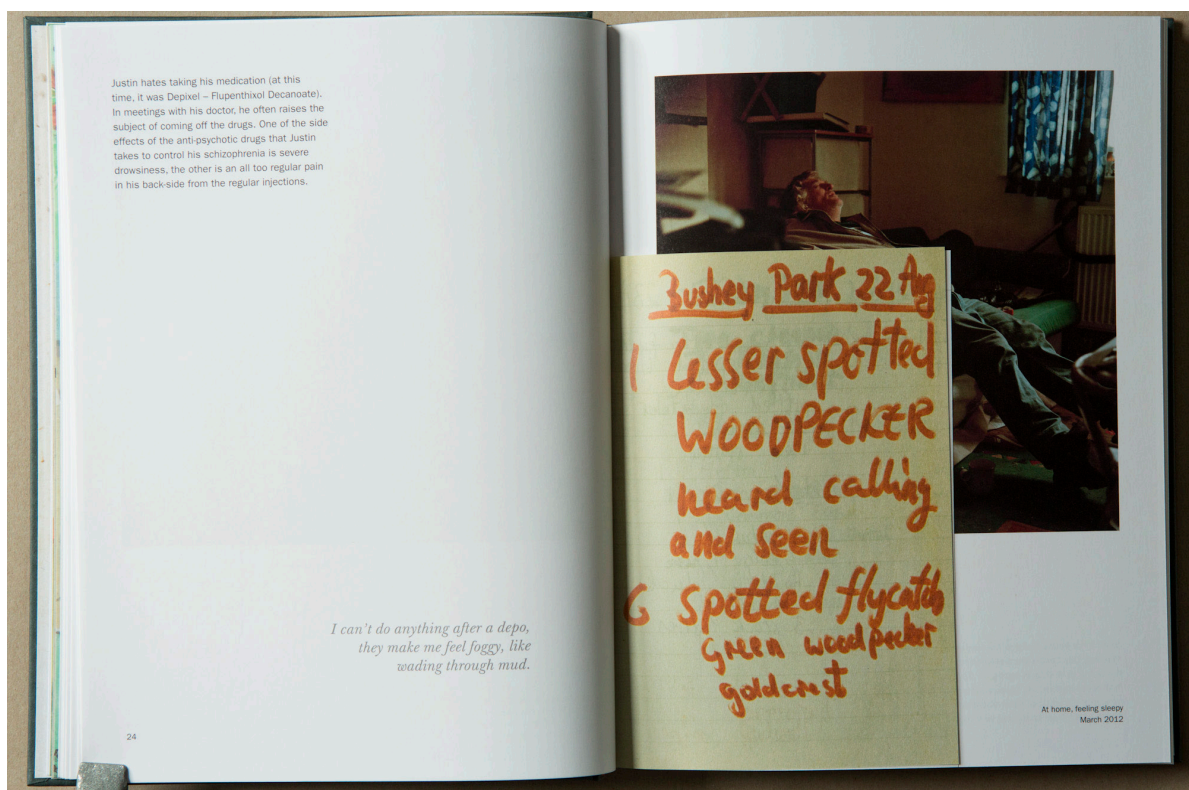 Justin hates taking his medication (at this
time, it was Depixel – Flupenthixol Decanoate).
In meetings with his doctor, he often raises the
subject of coming off the drugs. One of the side
effects of the anti-psychotic drugs that Justin
takes to control his schizophrenia is severe
drowsiness, the other is an all too regular pain
in his back-side from the regular injections.
I can't do anything after a depo,
they make me feel foggy, like
wading through mud.
24
Bushey Park 22 Aug
1 Lesser spotted
WOODPECKER
heard calling
and seen
6 spotted flycatch
green woodpecker
goldcrest
At home, feeling sleepy
March 2012